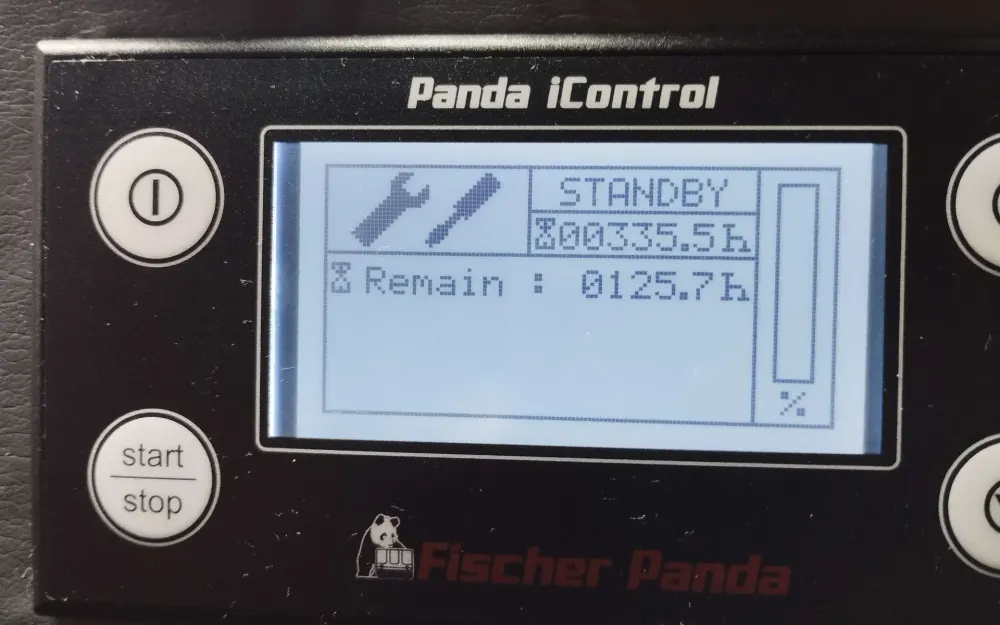 Panda iControl
STANDBY
00335.5h
Remain : 0125.7h
%
start
stop
Fischer Panda